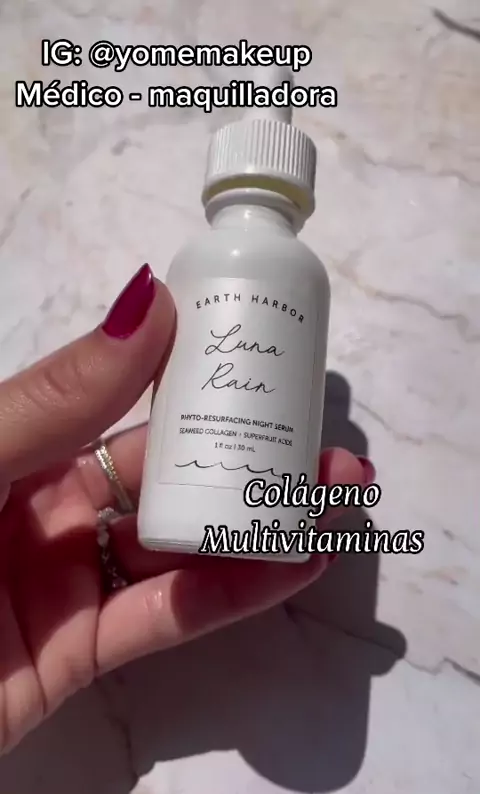 IG: @yomemakeup
Médico - maquilladora
EARTH HARBOR
Luna
Rain
PHYTO-RESURFACING NIGHT SERUM
SEAWEED COLLAGEN + SUPERFRUIT ACIDS
1 fl oz | 30 mL
Colágeno
Multivitaminas